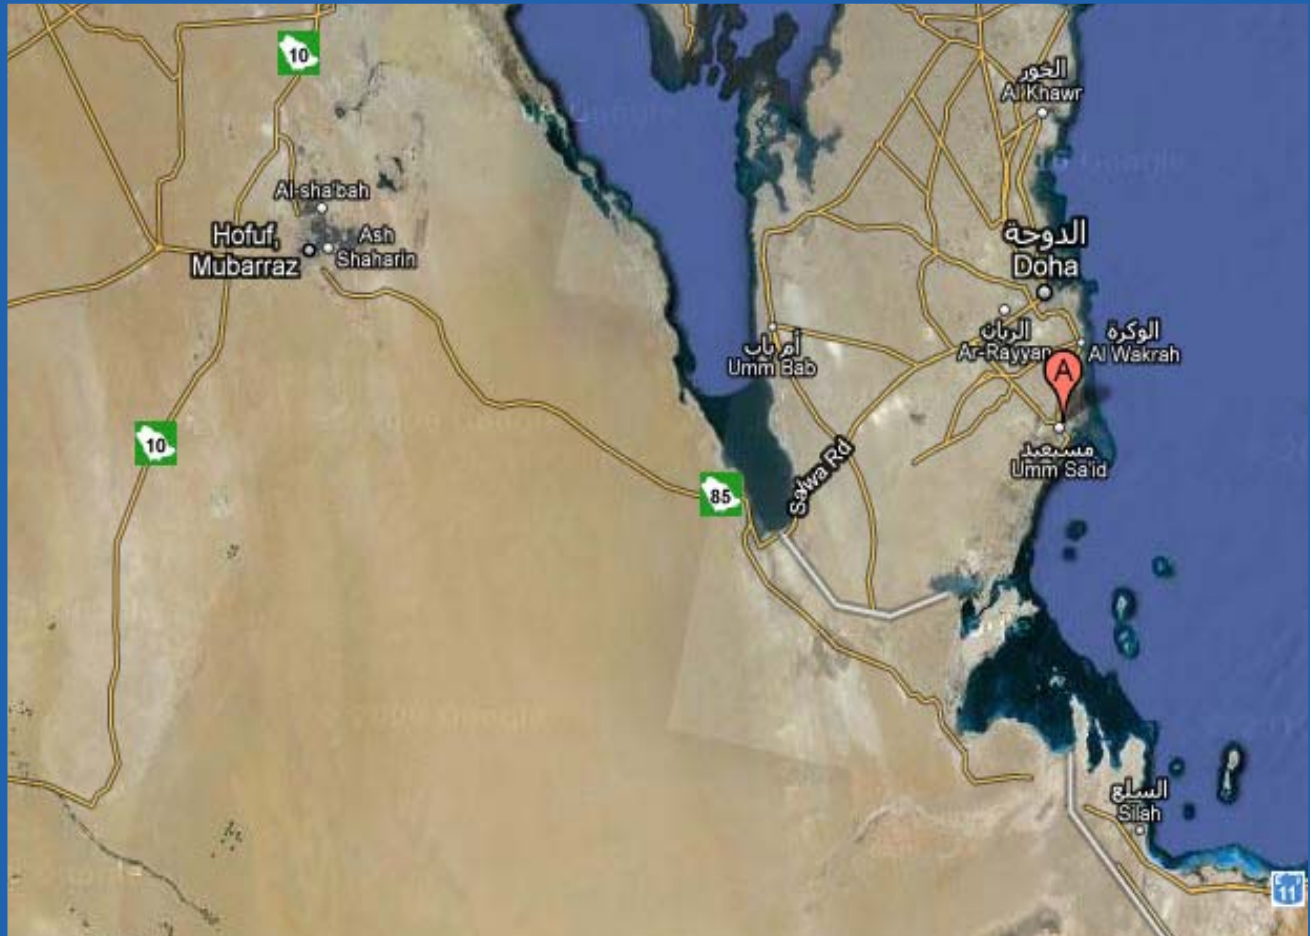 10
الخور
Al Khawr
Al-sha'bah
Hofuf,
Mubarraz
Ash
Shaharin
الدوحة
Doha
الريان
Ar-Rayyan
الوكرة
Al Wakrah
أم باب
Umm Bab
A
10
Salwa Rd
مسيعيد
Umm Sa'id
85
السلع
Silah
11